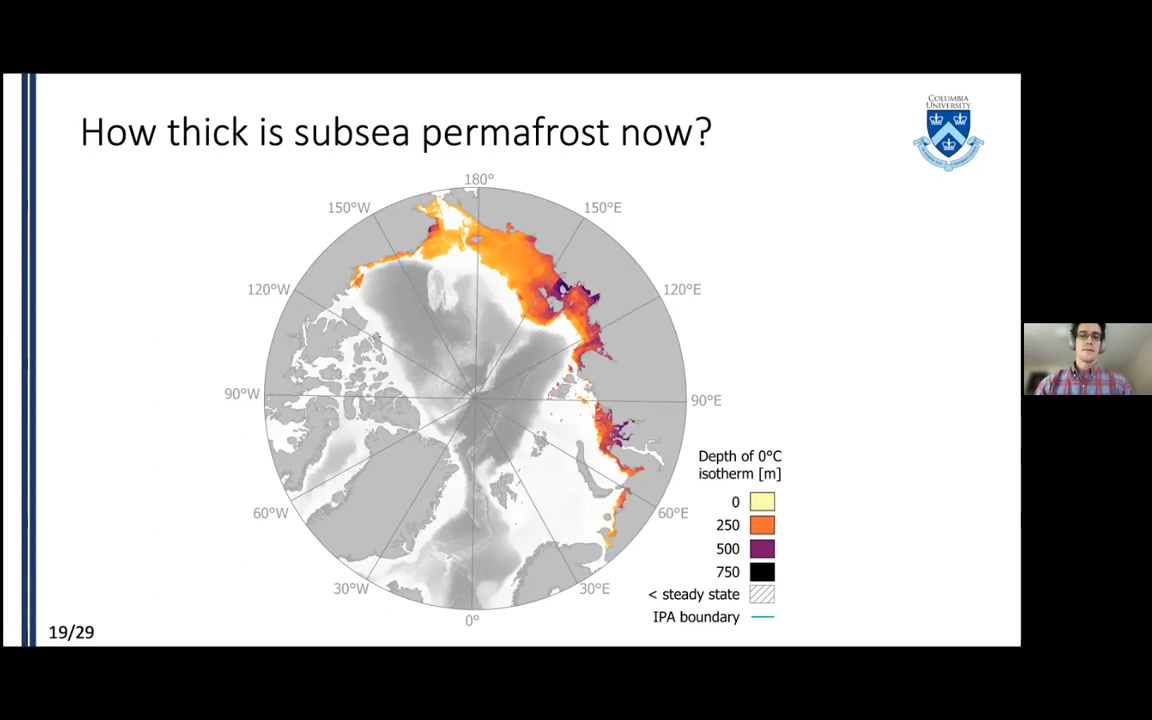 COLUMBIA
UNIVERSITY
How thick is subsea permafrost now?
180°
150°W
150°E
120°W
120°E
90°W
90°E
60°W
60°E
30°W
30°E
0°
Depth of 0°C
isotherm [m]
0
250
500
750
< steady state
IPA boundary
19/29